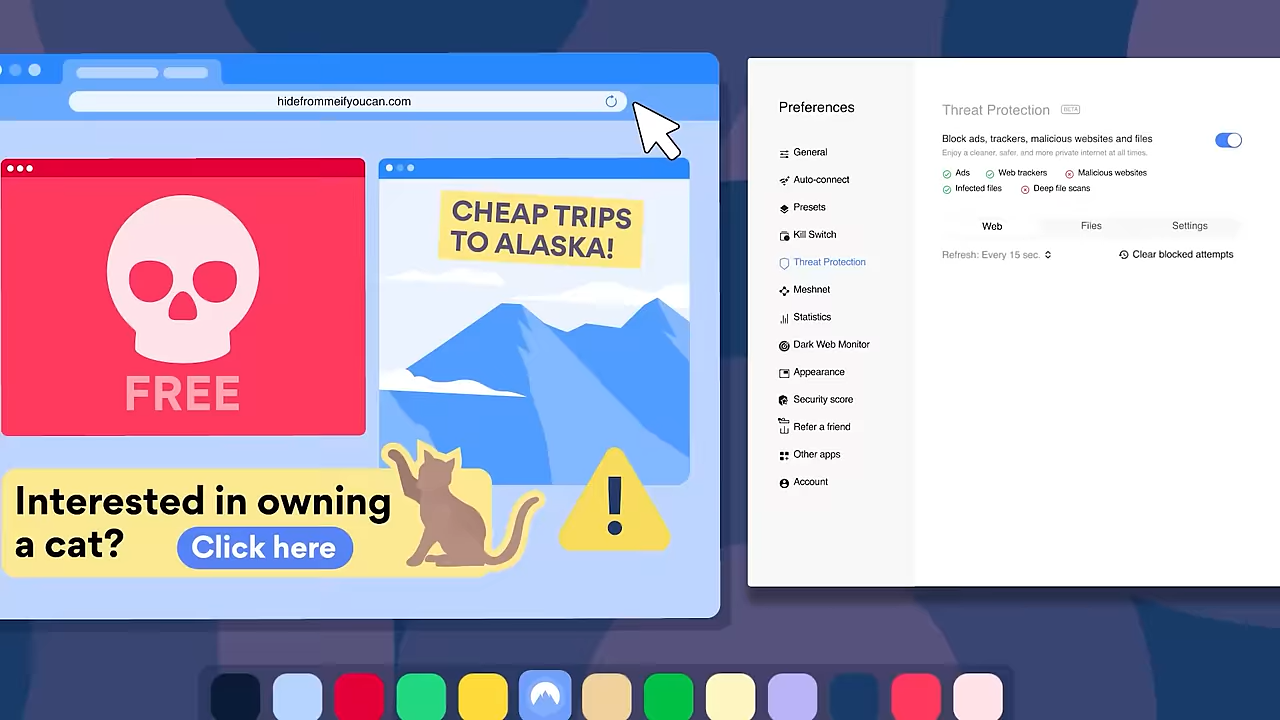 hidefrommeifyoucan.com
FREE
CHEAP TRIPS
TO ALASKA!
Interested in owning
a cat?
Click here
Preferences
General
Auto-connect
Presets
Kill Switch
Threat Protection
Meshnet
Statistics
Dark Web Monitor
Appearance
Security score
Refer a friend
Other apps
Account
Threat Protection BETA
Block ads, trackers, malicious websites and files
Enjoy a cleaner, safer, and more private internet at all times.
Ads Web trackers Malicious websites
Infected files Deep file scans
Web Files Settings
Refresh: Every 15 sec. Clear blocked attempts